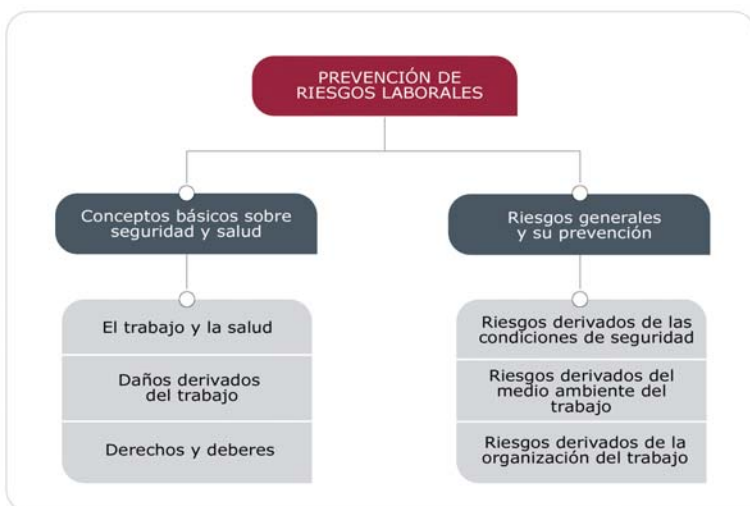 PREVENCIÓN DE
RIESGOS LABORALES
Conceptos básicos sobre
seguridad y salud
El trabajo y la salud
Daños derivados
del trabajo
Derechos y deberes
Riesgos generales
y su prevención
Riesgos derivados de las
condiciones de seguridad
Riesgos derivados del
medio ambiente del
trabajo
Riesgos derivados de la
organización del trabajo